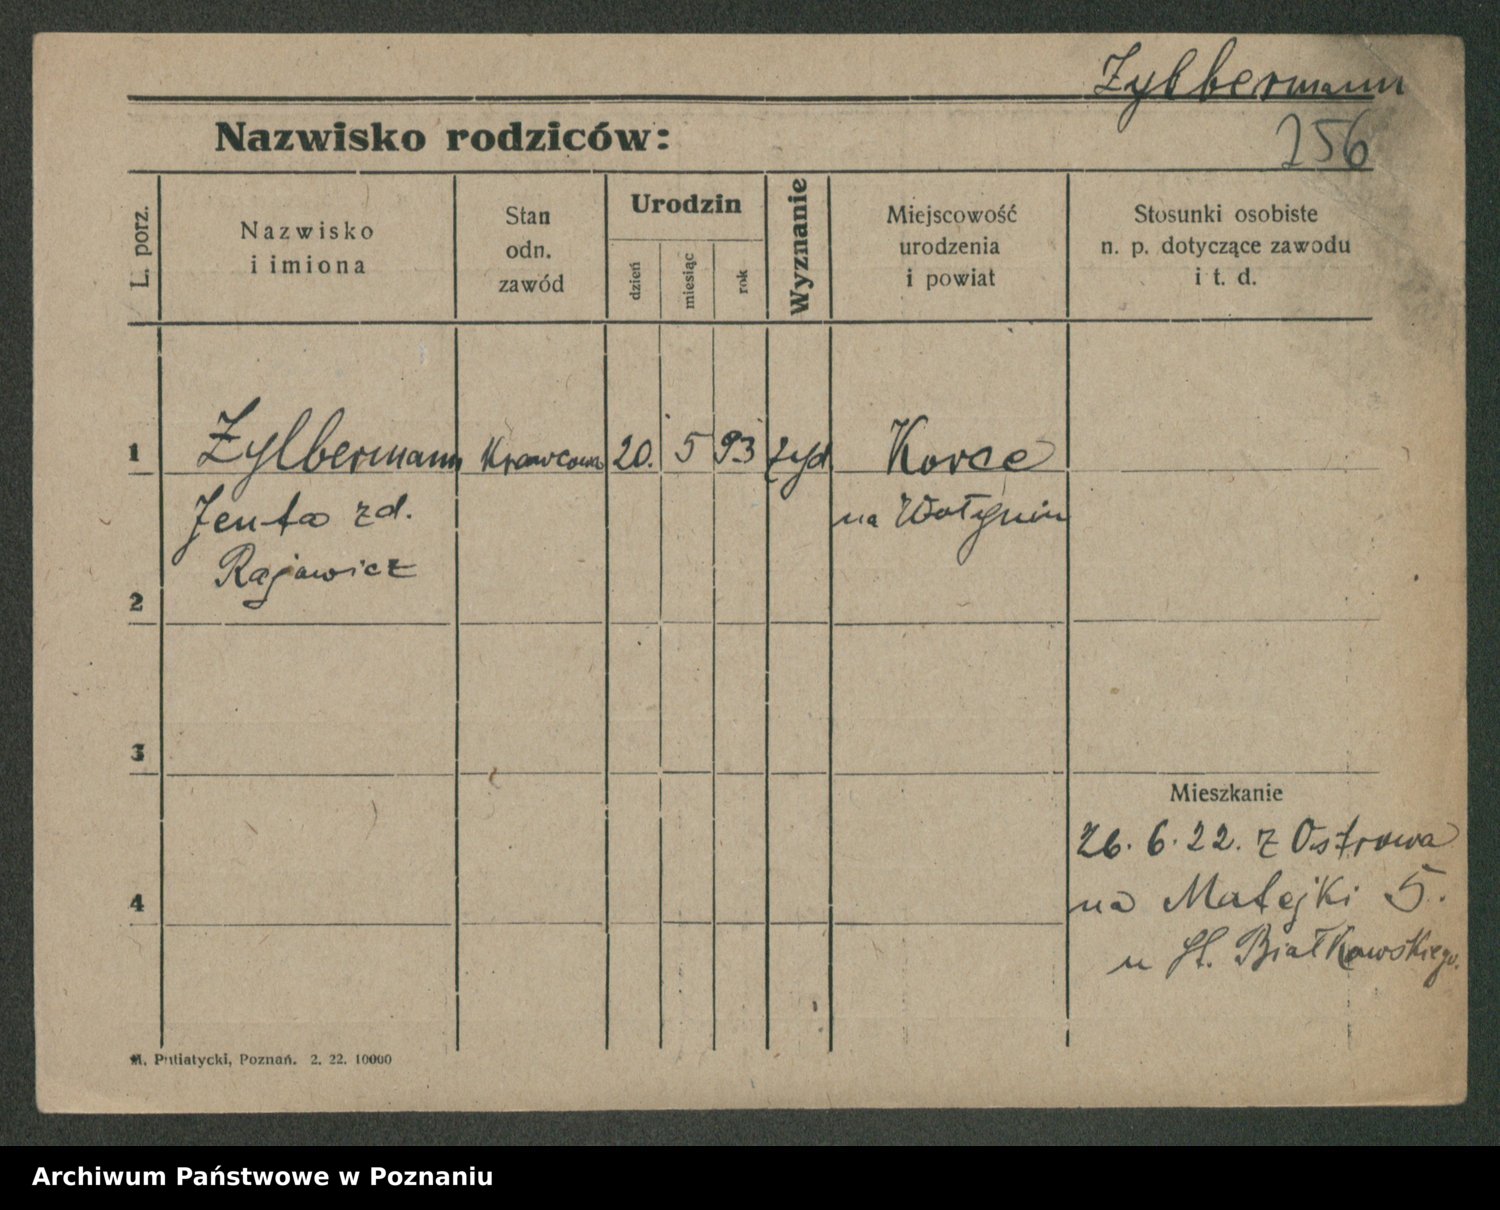 Zylbermann
Nazwisko rodziców:
256
L. porz.
Nazwisko
i imiona
Stan
odn.
zawód
Urodzin
dzień
miesiąc
rok
Wyznanie
Miejscowość
urodzenia
i powiat
Stosunki osobiste
n. p. dotyczące zawodu
i t. d.
1 Zylbermann Krawcowa 20. 5 93 żyd Korce
Jenta zd. na Wołyniu
Rajawicz
2
3
Mieszkanie
26. 6. 22. z Ostrowa
4 na Matejki 5.
u St. Białkowskiego.
M. Putiatycki, Poznań. 2. 22. 10000
Archiwum Państwowe w Poznaniu